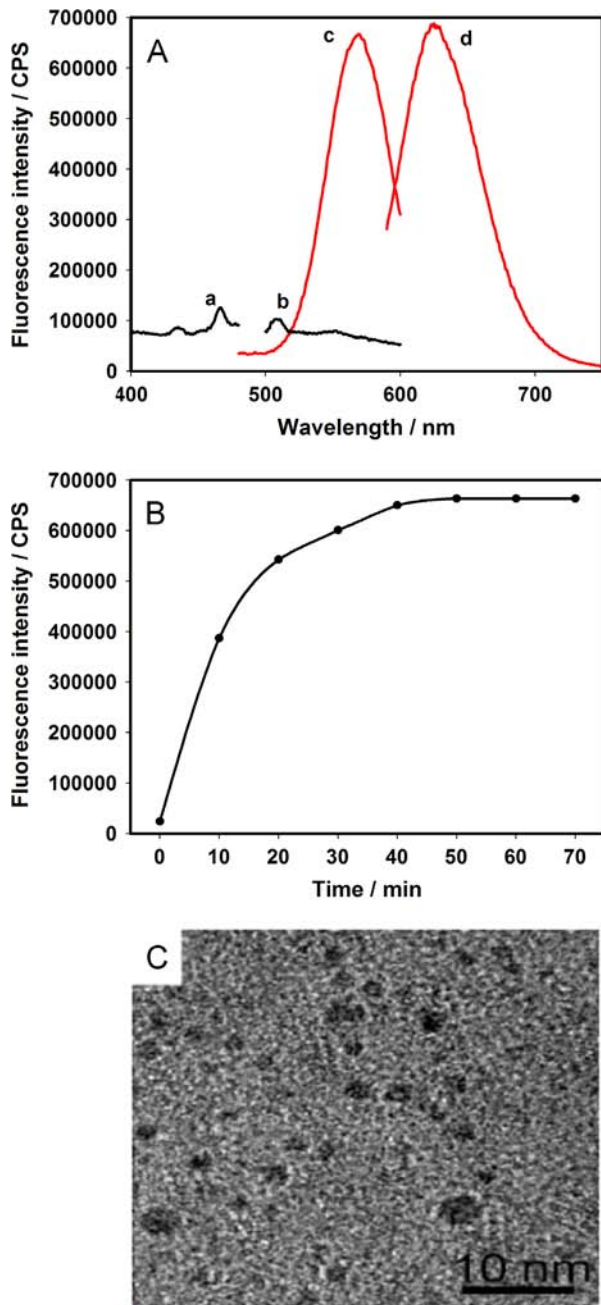 A
Fluorescence intensity / CPS
700000
600000
500000
400000
300000
200000
100000
0
a
b
c
d
400
500
600
700
Wavelength / nm
B
Fluorescence intensity / CPS
700000
600000
500000
400000
300000
200000
100000
0
0
10
20
30
40
50
60
70
Time / min
C
10 nm